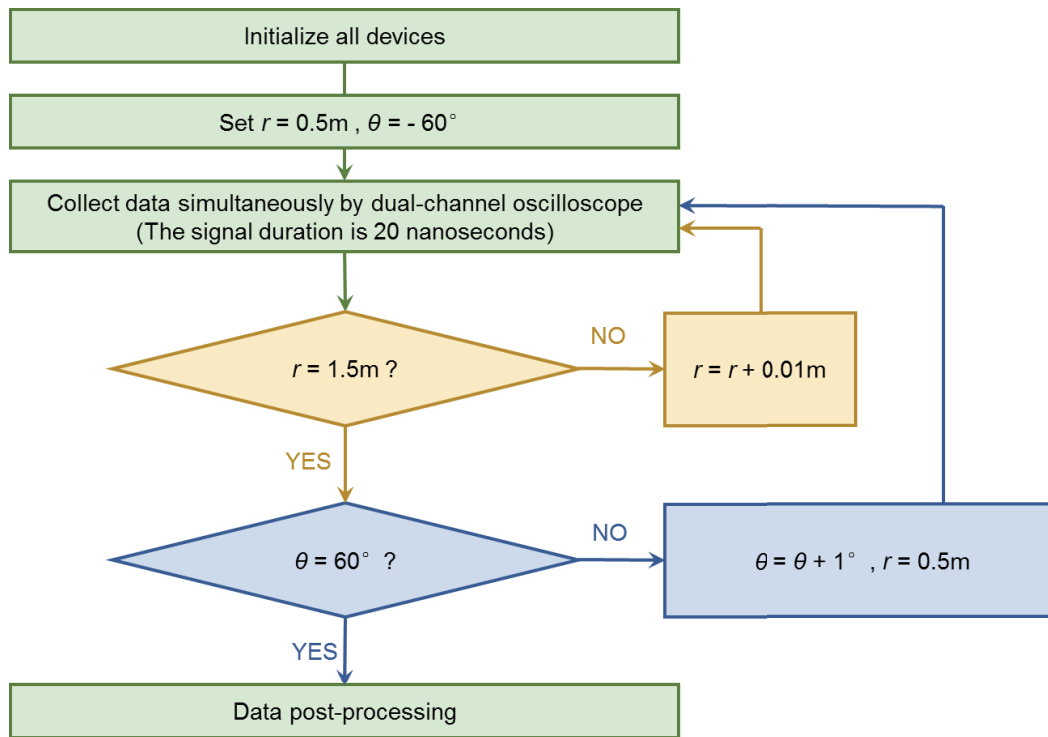 Initialize all devices
Set r = 0.5m , θ = - 60°
Collect data simultaneously by dual-channel oscilloscope
(The signal duration is 20 nanoseconds)
r = 1.5m ?
NO
r = r + 0.01m
YES
θ = 60° ?
NO
θ = θ + 1° , r = 0.5m
YES
Data post-processing